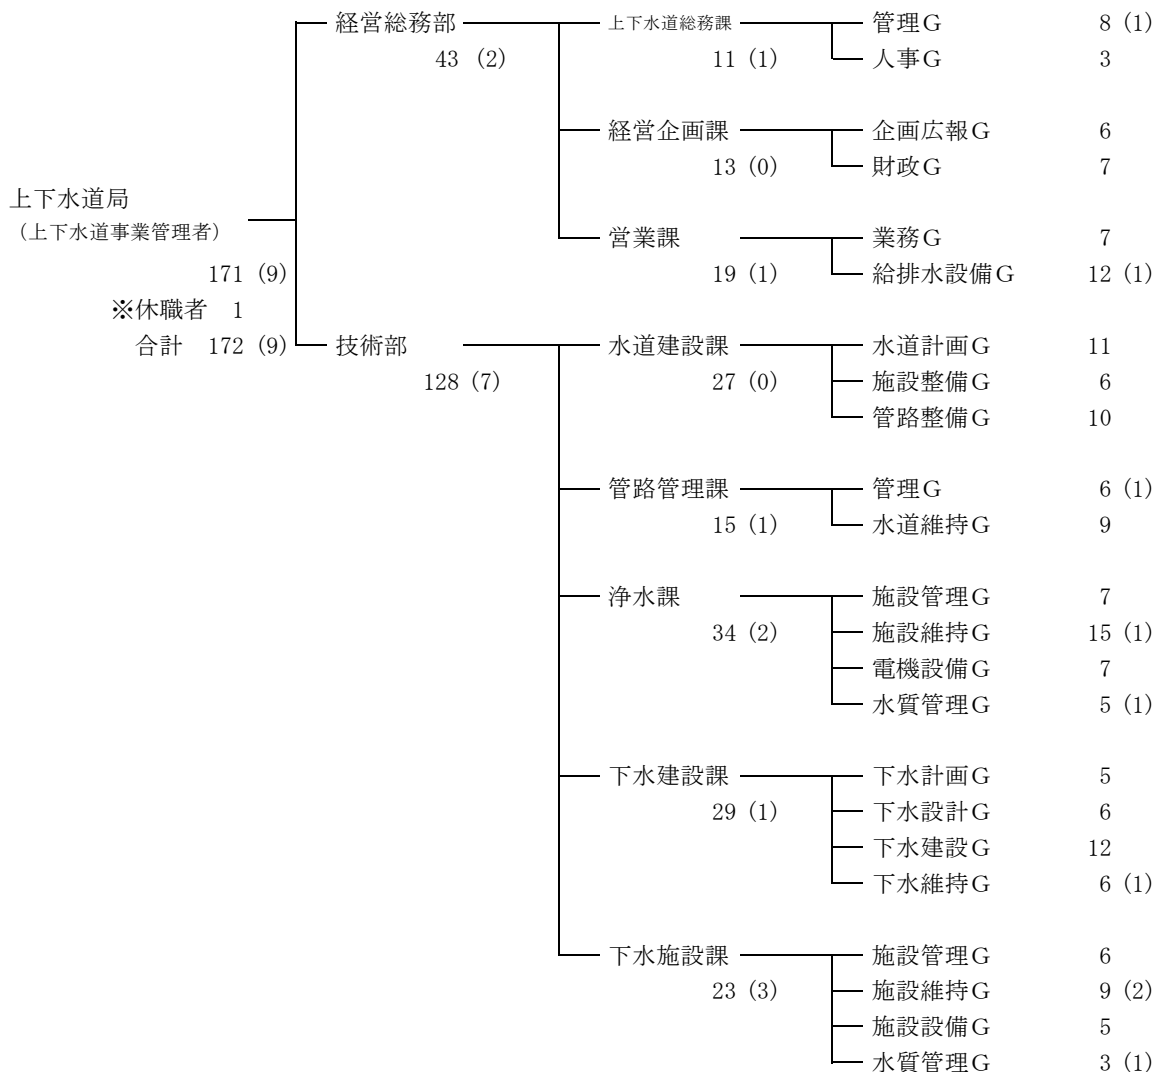 経営総務部 上下水道総務課 管理G 8 (1)
43 (2) 11 (1) 人事G 3
経営企画課 企画広報G 6
13 (0) 財政G 7
上下水道局
(上下水道事業管理者)
営業課 業務G 7
171 (9) 19 (1) 給排水設備G 12 (1)
※休職者 1
合計 172 (9) 技術部 水道建設課 水道計画G 11
128 (7) 27 (0) 施設整備G 6
管路整備G 10
管路管理課 管理G 6 (1)
15 (1) 水道維持G 9
浄水課 施設管理G 7
34 (2) 施設維持G 15 (1)
電機設備G 7
水質管理G 5 (1)
下水建設課 下水計画G 5
29 (1) 下水設計G 6
下水建設G 12
下水維持G 6 (1)
下水施設課 施設管理G 6
23 (3) 施設維持G 9 (2)
施設設備G 5
水質管理G 3 (1)